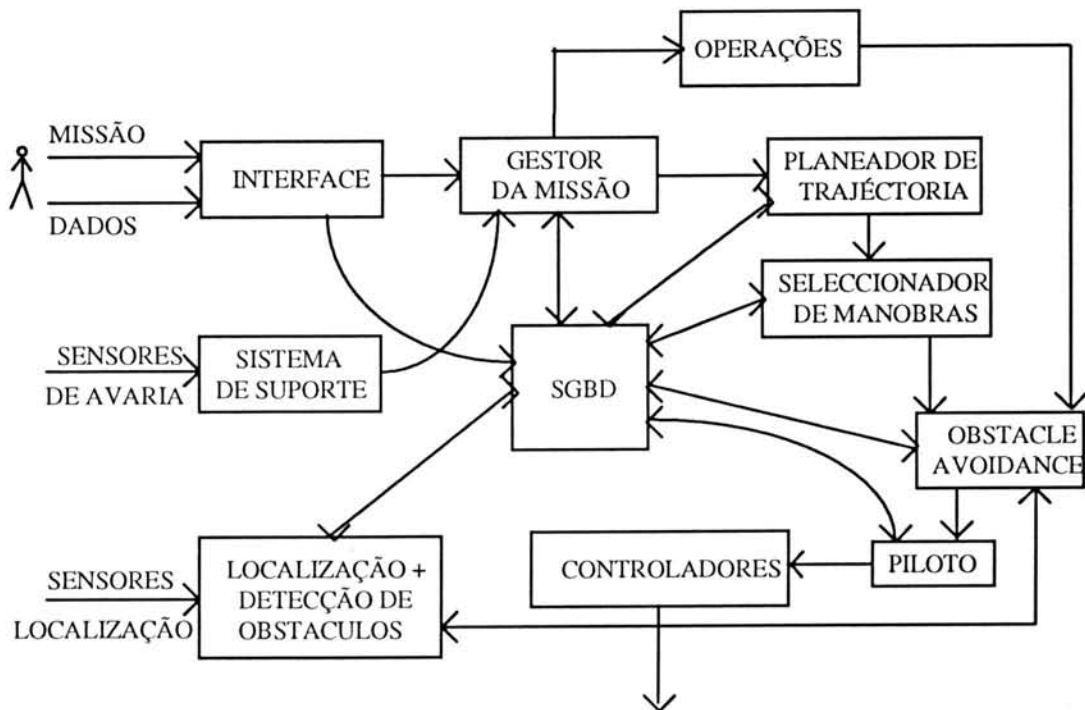 OPERAÇÕES
MISSÃO
DADOS
INTERFACE
GESTOR
DA MISSÃO
PLANEADOR DE
TRAJÉCTORIA
SELECCIONADOR
DE MANOBRAS
SENSORES
DE AVARIA
SISTEMA
DE SUPORTE
SGBD
OBSTACLE
AVOIDANCE
SENSORES
LOCALIZAÇÃO
LOCALIZAÇÃO +
DETECÇÃO DE
OBSTACULOS
CONTROLADORES
PILOTO